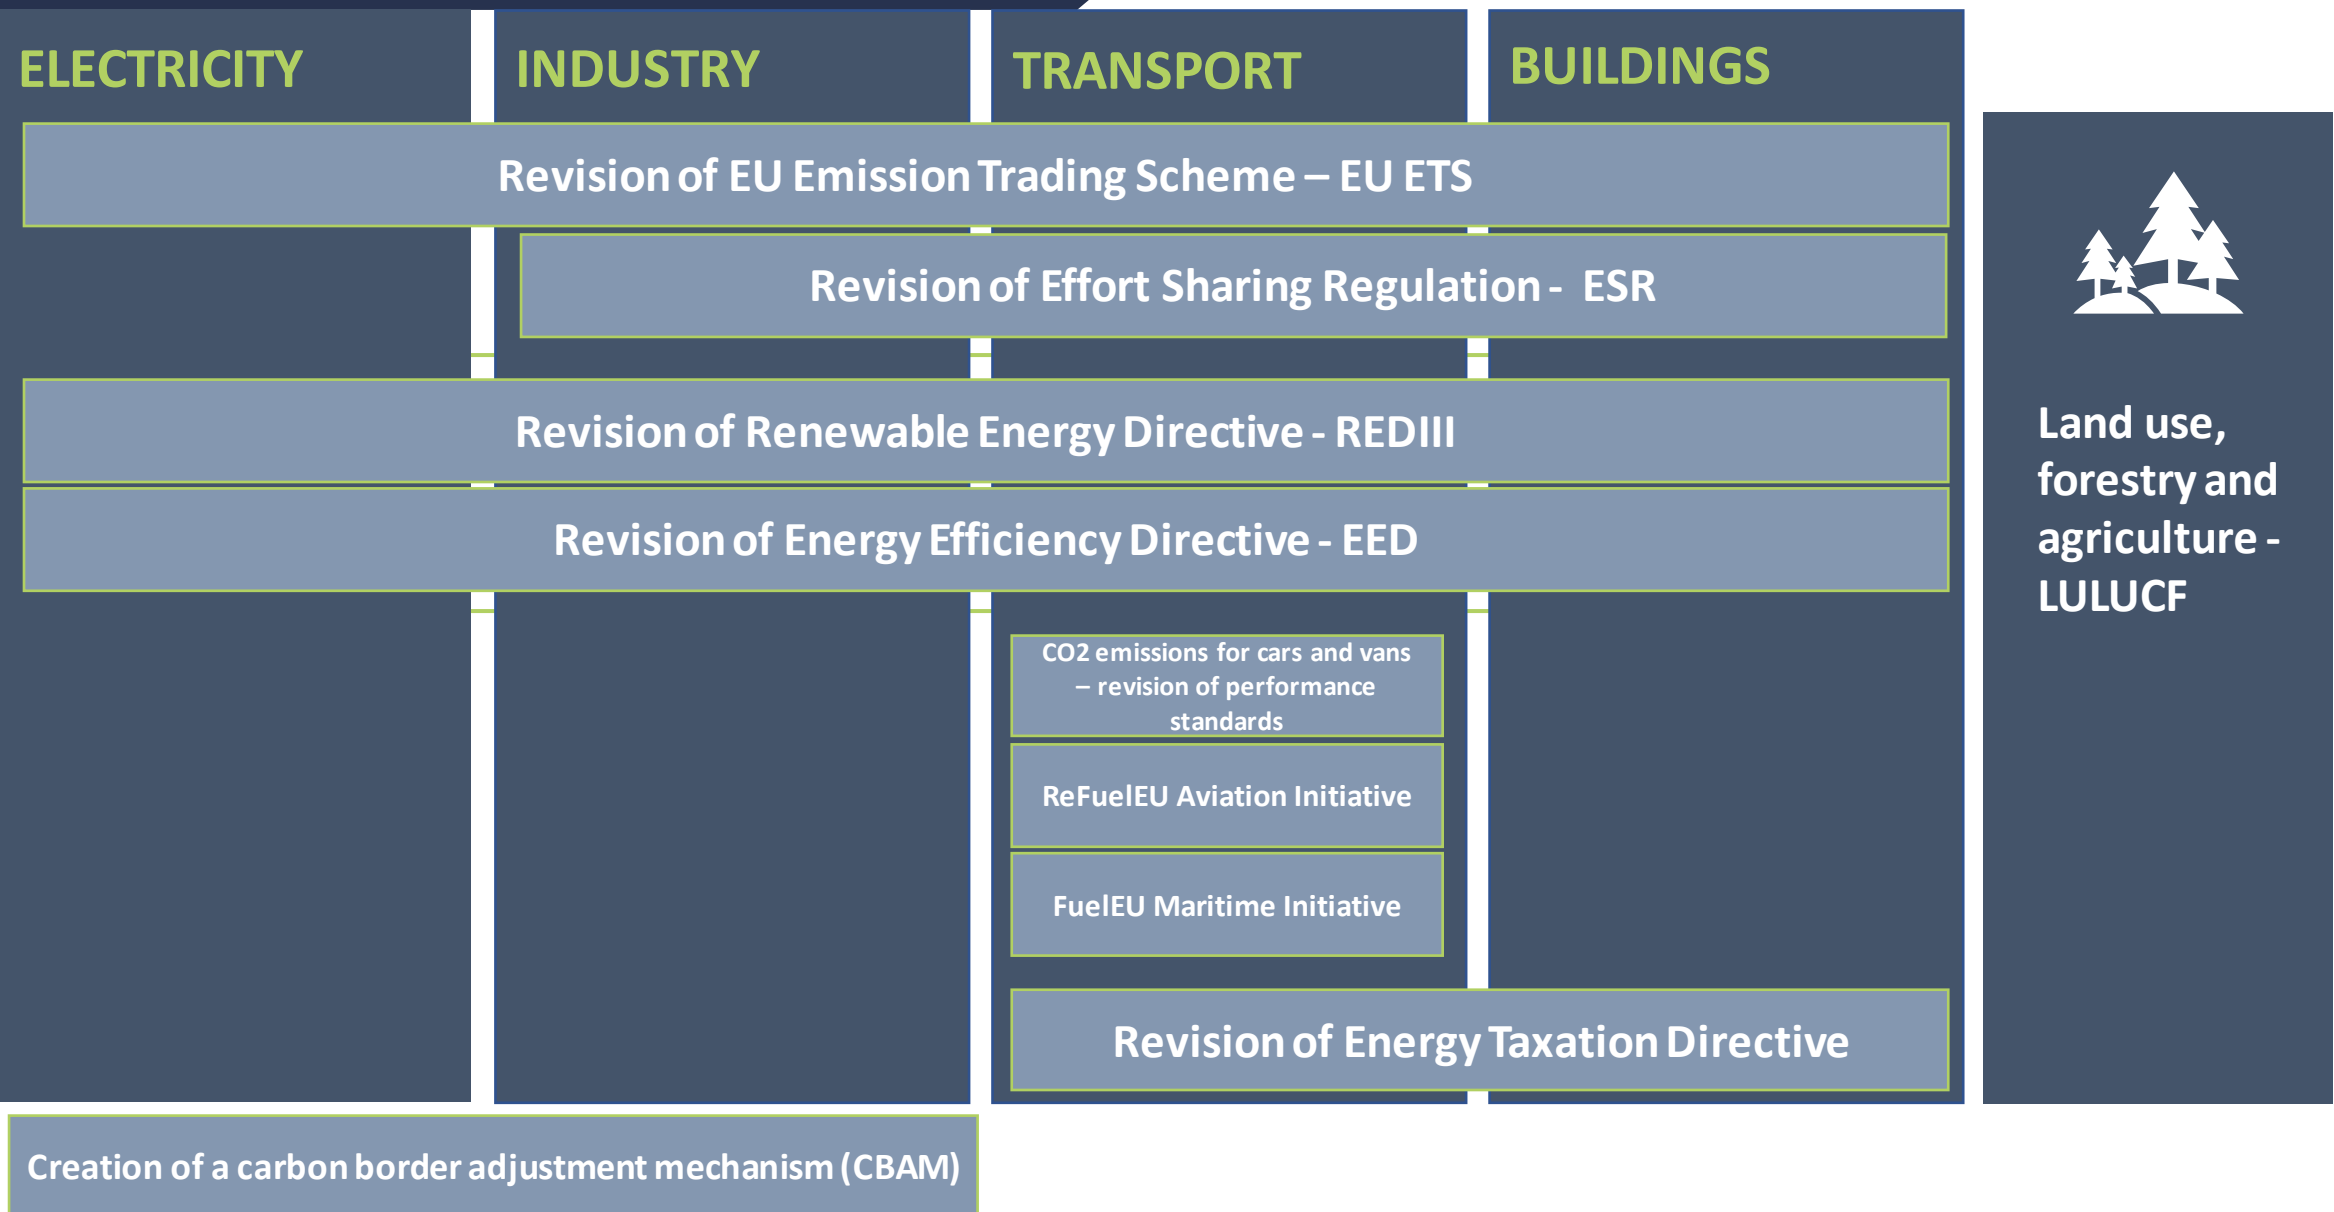 ELECTRICITY
INDUSTRY
TRANSPORT
BUILDINGS
Revision of EU Emission Trading Scheme – EU ETS
Revision of Effort Sharing Regulation - ESR
Revision of Renewable Energy Directive - REDIII
Revision of Energy Efficiency Directive - EED
CO2 emissions for cars and vans
– revision of performance
standards
ReFuelEU Aviation Initiative
FuelEU Maritime Initiative
Revision of Energy Taxation Directive
Creation of a carbon border adjustment mechanism (CBAM)
Land use,
forestry and
agriculture -
LULUCF